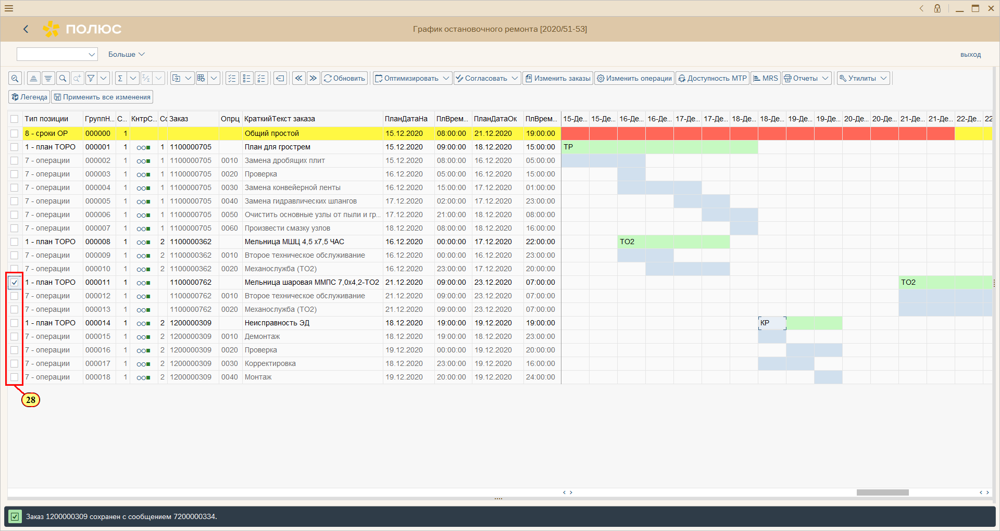 ПОЛЮС
График остановочного ремонта [2020/51-53]
Больше
выход
Обновить Оптимизировать Согласовать Изменить заказы Изменить операции Доступность МТР MRS Отчеты Утилиты
Легенда Применить все изменения
Тип позиции ГруппН... С... КнтрС... Сс Заказ Опрц КраткийТекст заказа ПланДатаНа ПлВрем... ПланДатаОк ПлВрем... 15-Де... 15-Де... 16-Де... 16-Де... 17-Де... 17-Де... 18-Де... 18-Де... 19-Де... 19-Де... 20-Де... 20-Де... 21-Де... 21-Де... 22-Де... 22
8 - сроки ОР 000000 1 Общий простой 15.12.2020 08:00:00 21.12.2020 19:00:00
1 - план ТОРО 000001 1 1 1100000705 План для грострем 15.12.2020 09:00:00 18.12.2020 15:00:00 ТР
7 - операции 000002 1 1 1100000705 0010 Замена дробящих плит 15.12.2020 08:00:00 16.12.2020 05:00:00
7 - операции 000003 1 1 1100000705 0020 Проверка 16.12.2020 05:00:00 16.12.2020 15:00:00
7 - операции 000004 1 1 1100000705 0030 Замена конвейерной ленты 16.12.2020 15:00:00 17.12.2020 01:00:00
7 - операции 000005 1 1 1100000705 0040 Замена гидравлических шлангов 17.12.2020 02:00:00 17.12.2020 23:00:00
7 - операции 000006 1 1 1100000705 0050 Очистить основные узлы от пыли и гр... 17.12.2020 21:00:00 18.12.2020 08:00:00
7 - операции 000007 1 1 1100000705 0060 Произвести смазку узлов 18.12.2020 08:00:00 18.12.2020 16:00:00
1 - план ТОРО 000008 1 2 1100000362 Мельница МШЦ 4,5 х7,5 ЧАС 16.12.2020 00:00:00 17.12.2020 22:00:00 ТО2
7 - операции 000009 1 2 1100000362 0010 Второе техническое обслуживание 16.12.2020 00:00:00 16.12.2020 23:00:00
7 - операции 000010 1 2 1100000362 0020 Механослужба (ТО2) 16.12.2020 23:00:00 17.12.2020 20:00:00
1 - план ТОРО 000011 1 1100000762 Мельница шаровая ММПС 7,0х4,2-ТО2 21.12.2020 09:00:00 23.12.2020 07:00:00 ТО2
7 - операции 000012 1 1100000762 0010 Второе техническое обслуживание 21.12.2020 09:00:00 23.12.2020 07:00:00
7 - операции 000013 1 1100000762 0020 Механослужба (ТО2) 21.12.2020 09:00:00 23.12.2020 07:00:00
1 - план ТОРО 000014 1 2 1200000309 Неисправность ЭД 18.12.2020 19:00:00 19.12.2020 19:00:00 КР
7 - операции 000015 1 2 1200000309 0010 Демонтаж 18.12.2020 19:00:00 18.12.2020 23:00:00
7 - операции 000016 1 2 1200000309 0020 Проверка 19.12.2020 00:00:00 19.12.2020 20:00:00
7 - операции 000017 1 2 1200000309 0030 Корректировка 18.12.2020 23:00:00 19.12.2020 16:00:00
7 - операции 000018 1 2 1200000309 0040 Монтаж 19.12.2020 20:00:00 19.12.2020 24:00:00
28
Заказ 1200000309 сохранен с сообщением 7200000334.